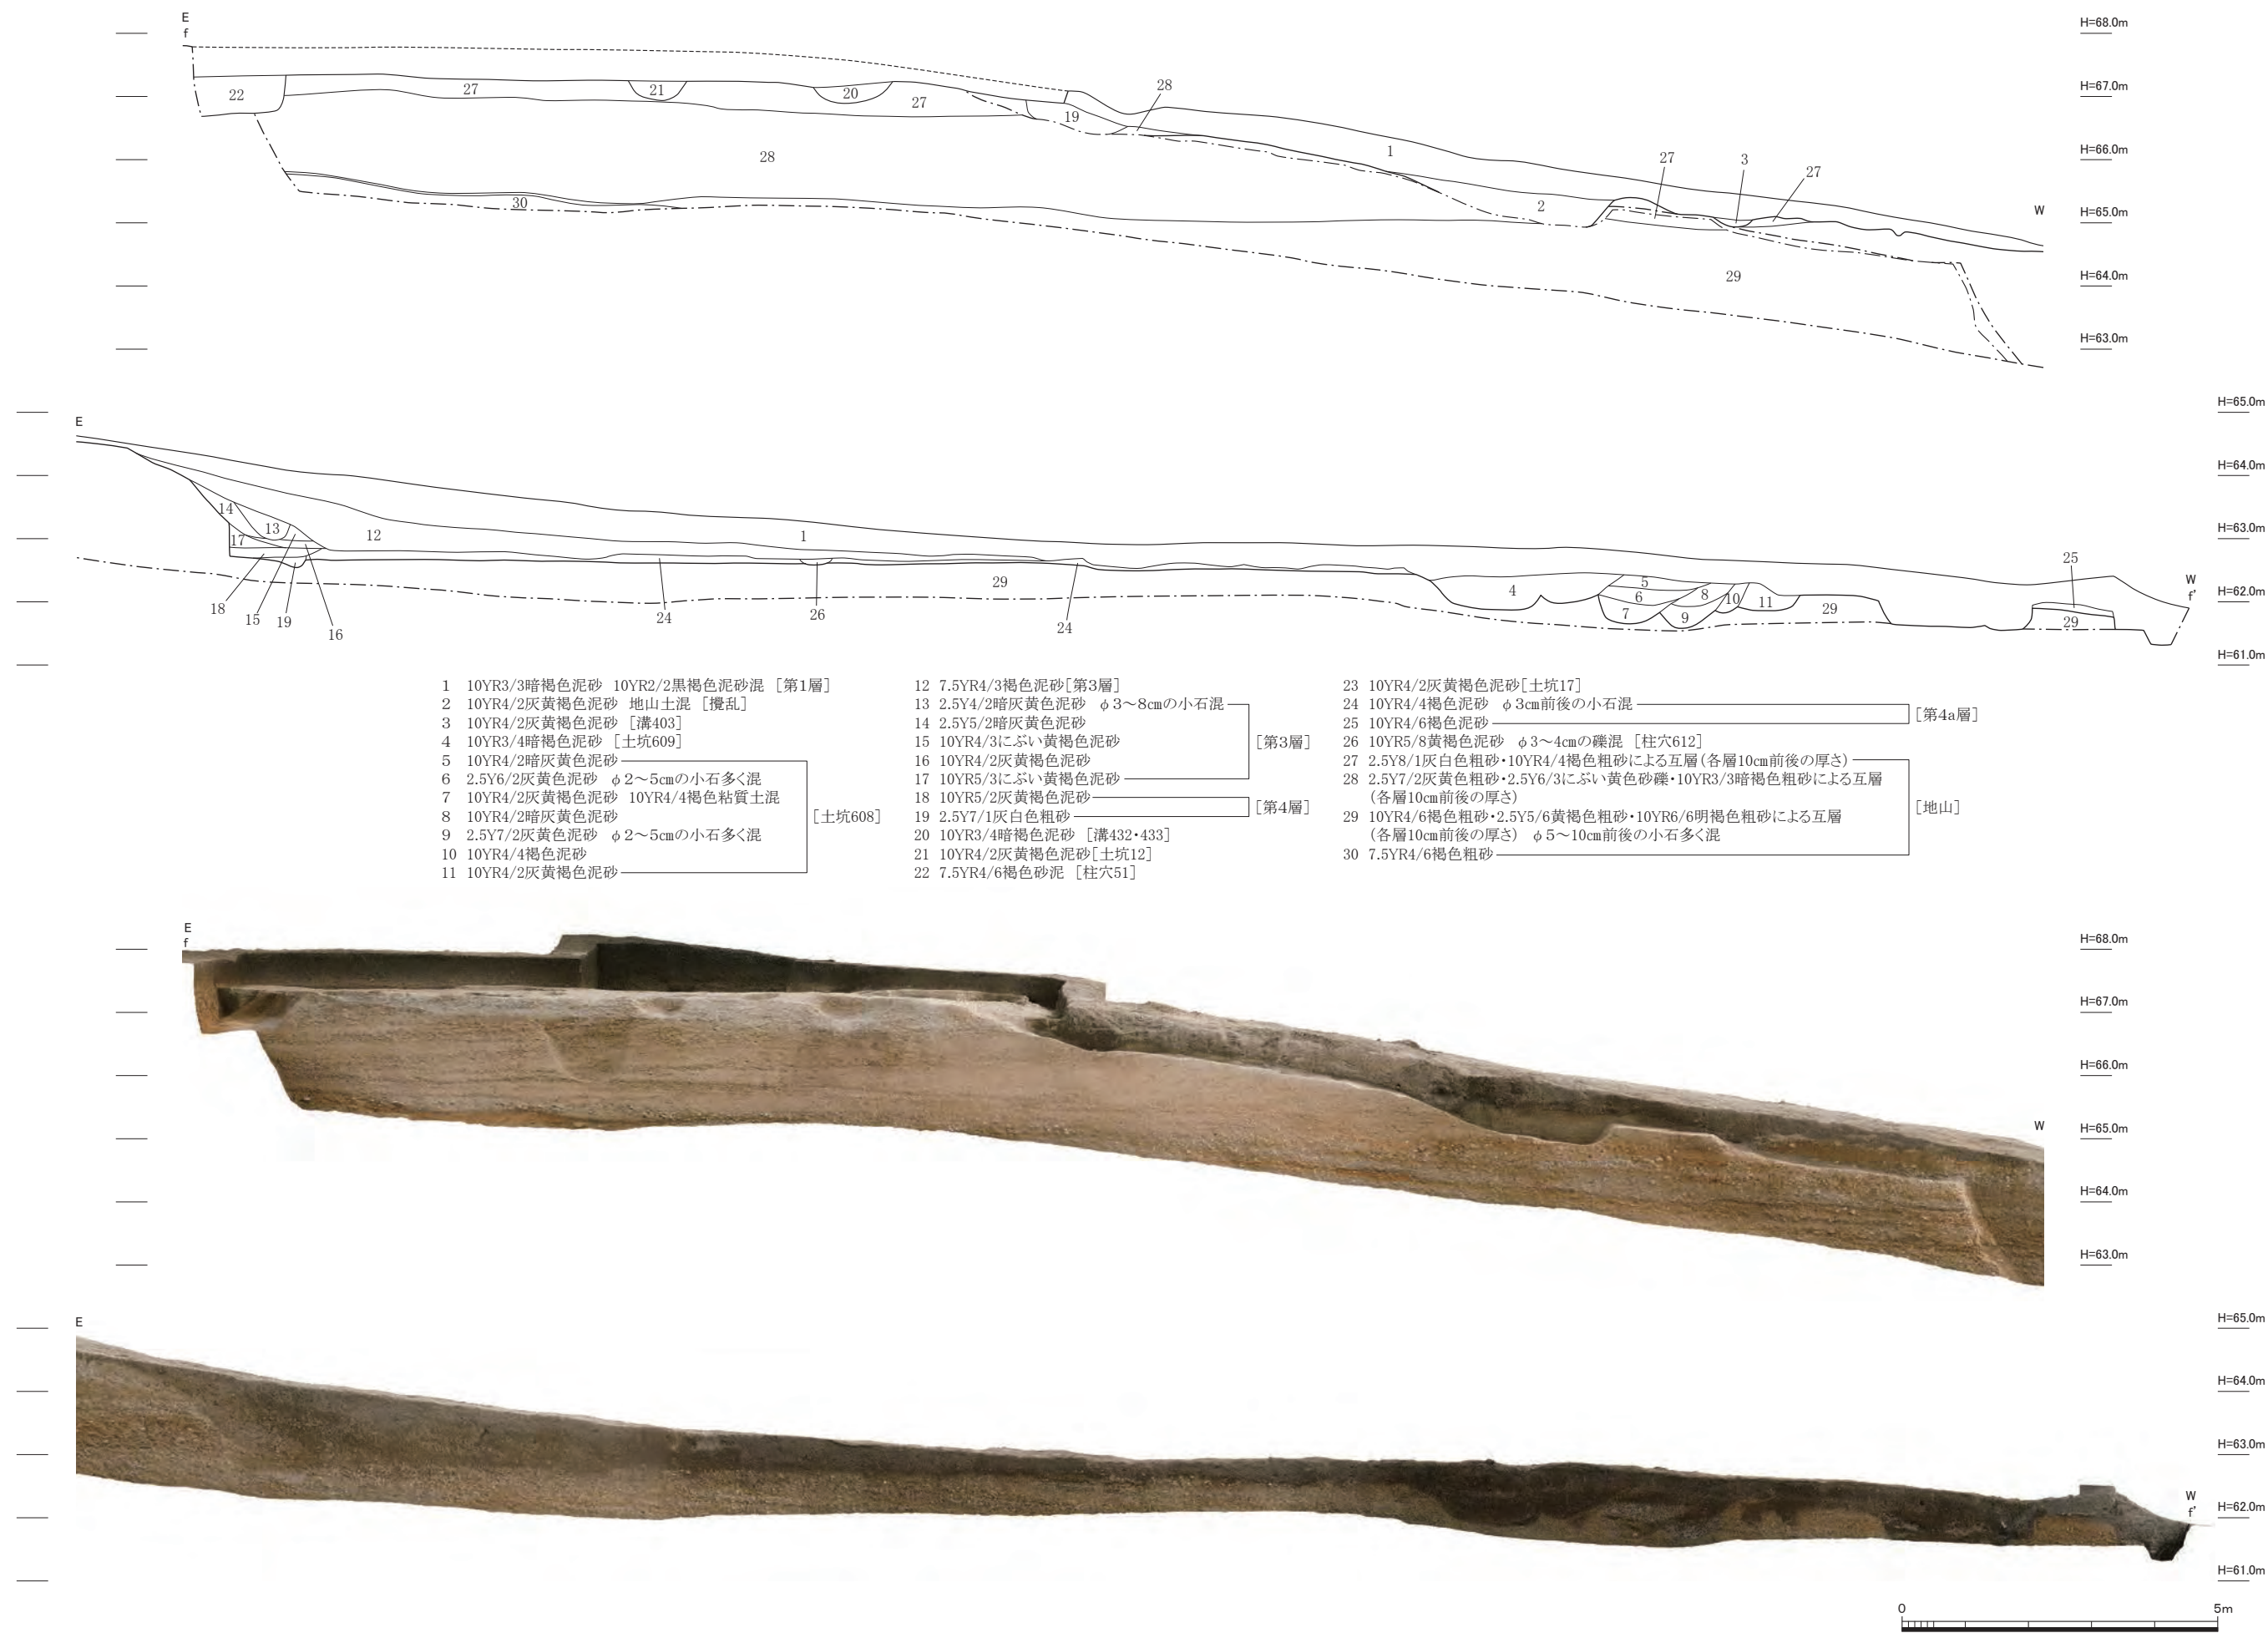 E
f
H=68.0m
28
22
27
21
20
27
H=67.0m
19
1
28
27
3
H=66.0m
27
30
2
W
H=65.0m
29
H=64.0m
H=63.0m
H=65.0m
E
H=64.0m
14
13
17
12
1
H=63.0m
25
29
4
5
6
7
8
9
10
11
29
29
W
f'
H=62.0m
18
15
19
16
24
26
24
H=61.0m
1 10YR3/3暗褐色泥砂 10YR2/2黒褐色泥砂混 [第1層]
2 10YR4/2灰黄褐色泥砂 地山土混 [攪乱]
3 10YR4/2灰黄褐色泥砂 [溝403]
4 10YR3/4暗褐色泥砂 [土坑609]
5 10YR4/2暗灰黄色泥砂
6 2.5Y6/2灰黄色泥砂 φ2～5㎝の小石多く混
7 10YR4/2灰黄褐色泥砂 10YR4/4褐色粘質土混
8 10YR4/2暗灰黄色泥砂
9 2.5Y7/2灰黄色泥砂 φ2～5㎝の小石多く混
10 10YR4/4褐色泥砂
11 10YR4/2灰黄褐色泥砂
[土坑608]
12 7.5YR4/3褐色泥砂[第3層]
13 2.5Y4/2暗灰黄色泥砂 φ3～8㎝の小石混
14 2.5Y5/2暗灰黄色泥砂
15 10YR4/3にぶい黄褐色泥砂
16 10YR4/2灰黄褐色泥砂
17 10YR5/3にぶい黄褐色泥砂
[第3層]
18 10YR5/2灰黄褐色泥砂
19 2.5Y7/1灰白色粗砂
[第4層]
20 10YR3/4暗褐色泥砂 [溝432・433]
21 10YR4/2灰黄褐色泥砂[土坑12]
22 7.5YR4/6褐色砂泥 [柱穴51]
23 10YR4/2灰黄褐色泥砂[土坑17]
24 10YR4/4褐色泥砂 φ3㎝前後の小石混
25 10YR4/6褐色泥砂
[第4a層]
26 10YR5/8黄褐色泥砂 φ3～4㎝の礫混 [柱穴612]
27 2.5Y8/1灰白色粗砂・10YR4/4褐色粗砂による互層（各層10㎝前後の厚さ）
28 2.5Y7/2灰黄色粗砂・2.5Y6/3にぶい黄色砂礫・10YR3/3暗褐色粗砂による互層
（各層10㎝前後の厚さ）
29 10YR4/6褐色粗砂・2.5Y5/6黄褐色粗砂・10YR6/6明褐色粗砂による互層
（各層10㎝前後の厚さ） φ5～10㎝前後の小石多く混
30 7.5YR4/6褐色粗砂
[地山]
E
f
H=68.0m
H=67.0m
H=66.0m
W
H=65.0m
H=64.0m
H=63.0m
E
H=65.0m
H=64.0m
H=63.0m
W
f'
H=62.0m
H=61.0m
0
5m